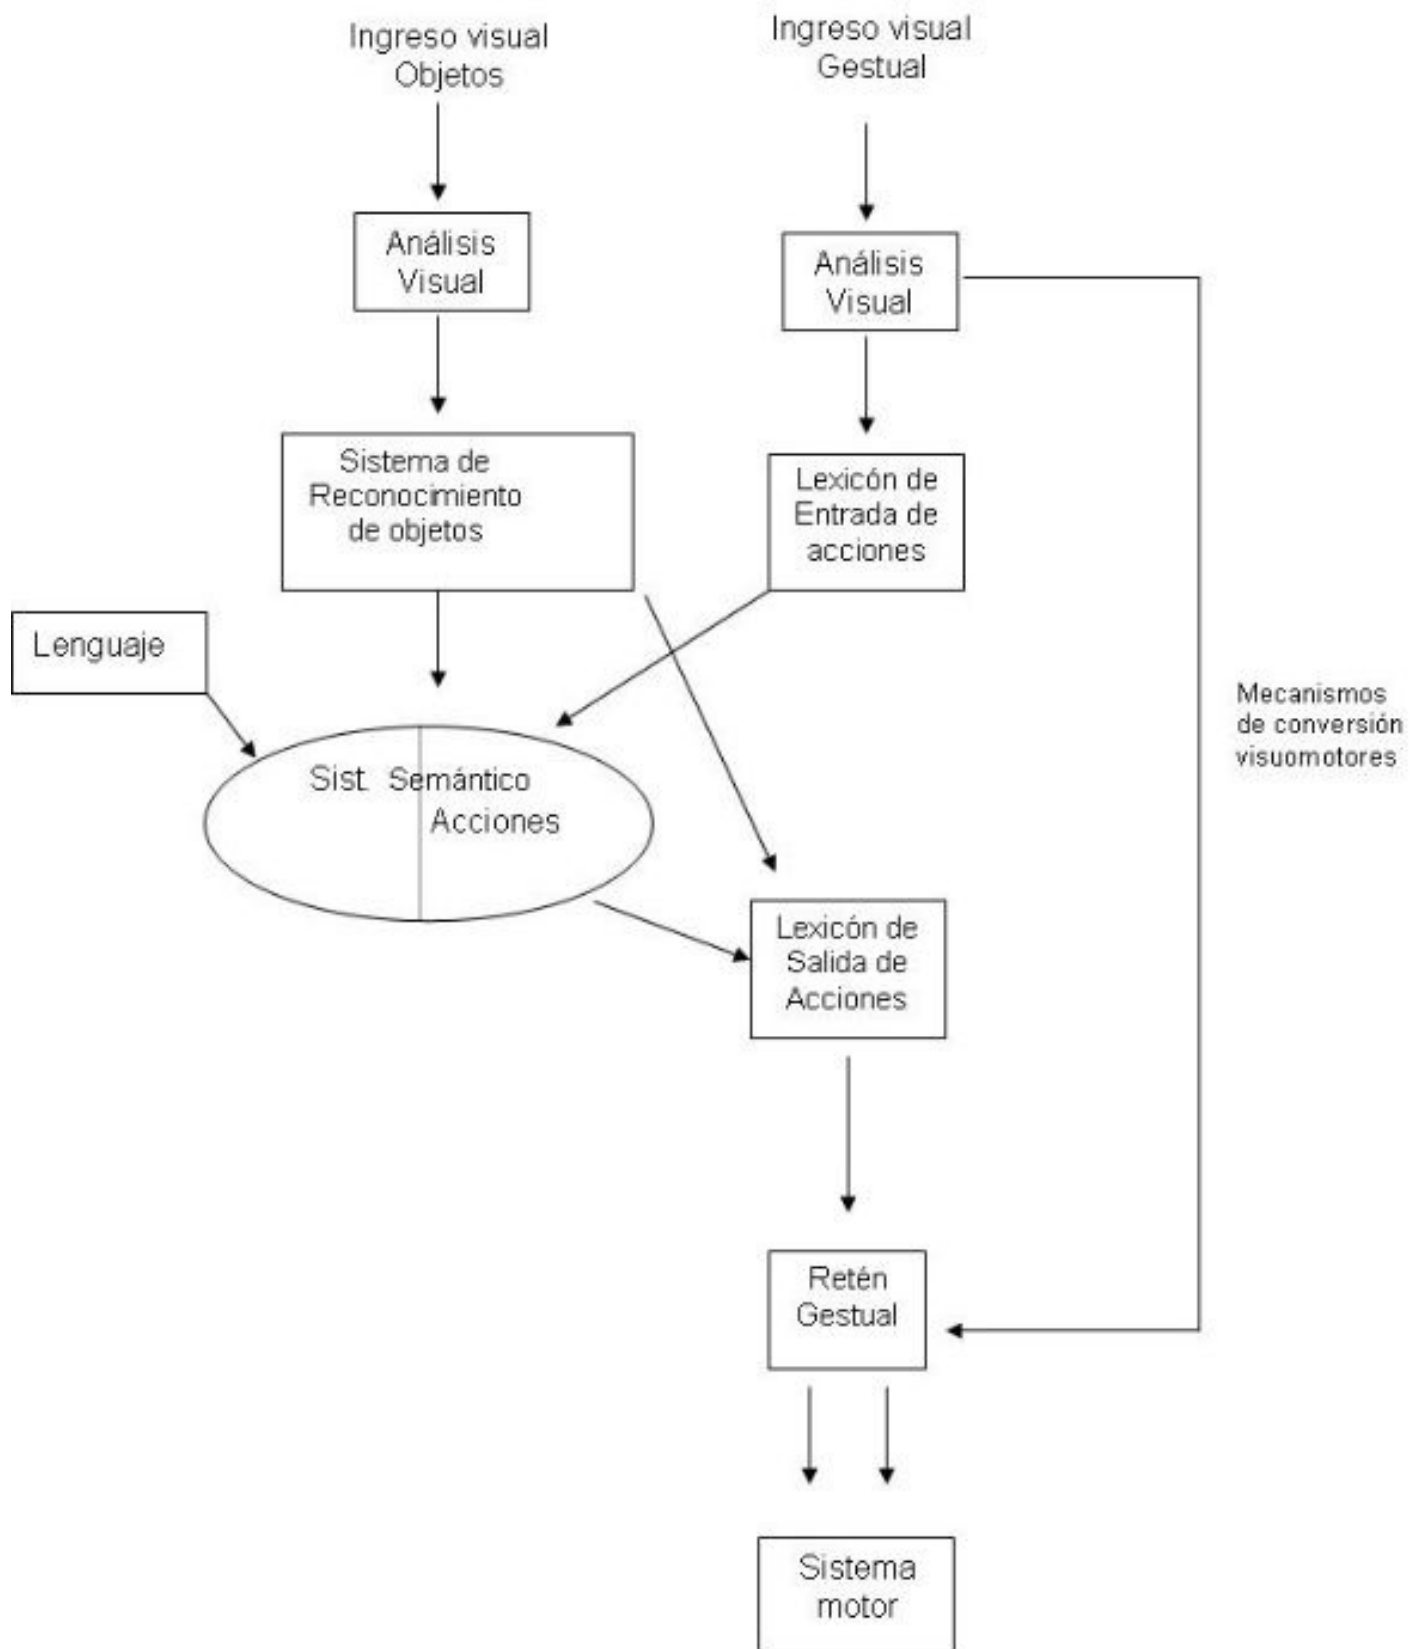 Ingreso visual
Objetos
Ingreso visual
Gestual
Análisis
Visual
Análisis
Visual
Sistema de
Reconocimiento
de objetos
Lexicón de
Entrada de
acciones
Lenguaje
Mecanismos
de conversión
visuomotores
Sist. Semántico
Acciones
Lexicón de
Salida de
Acciones
Retén
Gestual
Sistema
motor